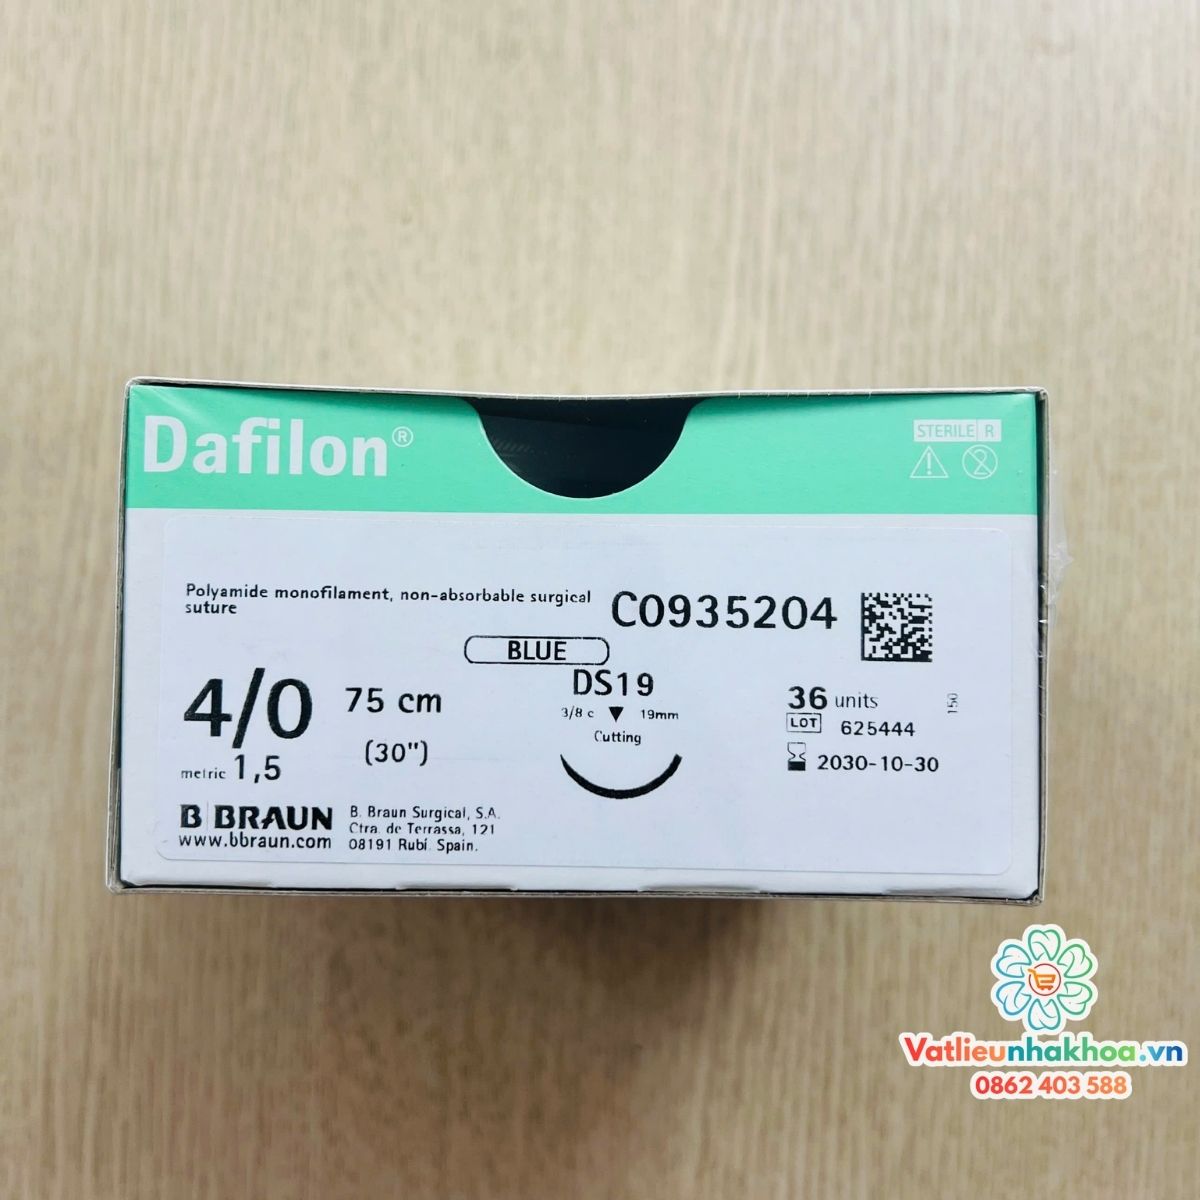 Dafilon®
STERILE R
Polyamide monofilament, non-absorbable surgical
suture
C0935204
BLUE
4/0
75 cm
(30")
metric 1,5
DS19
3/8 c 19mm
Cutting
36 units
LOT 625444
2030-10-30
150
B BRAUN
www.bbraun.com
B. Braun Surgical, S.A.
Ctra. de Terrassa, 121
08191 Rubí. Spain.
Vatlieunhakhoa.vn
0862 403 588